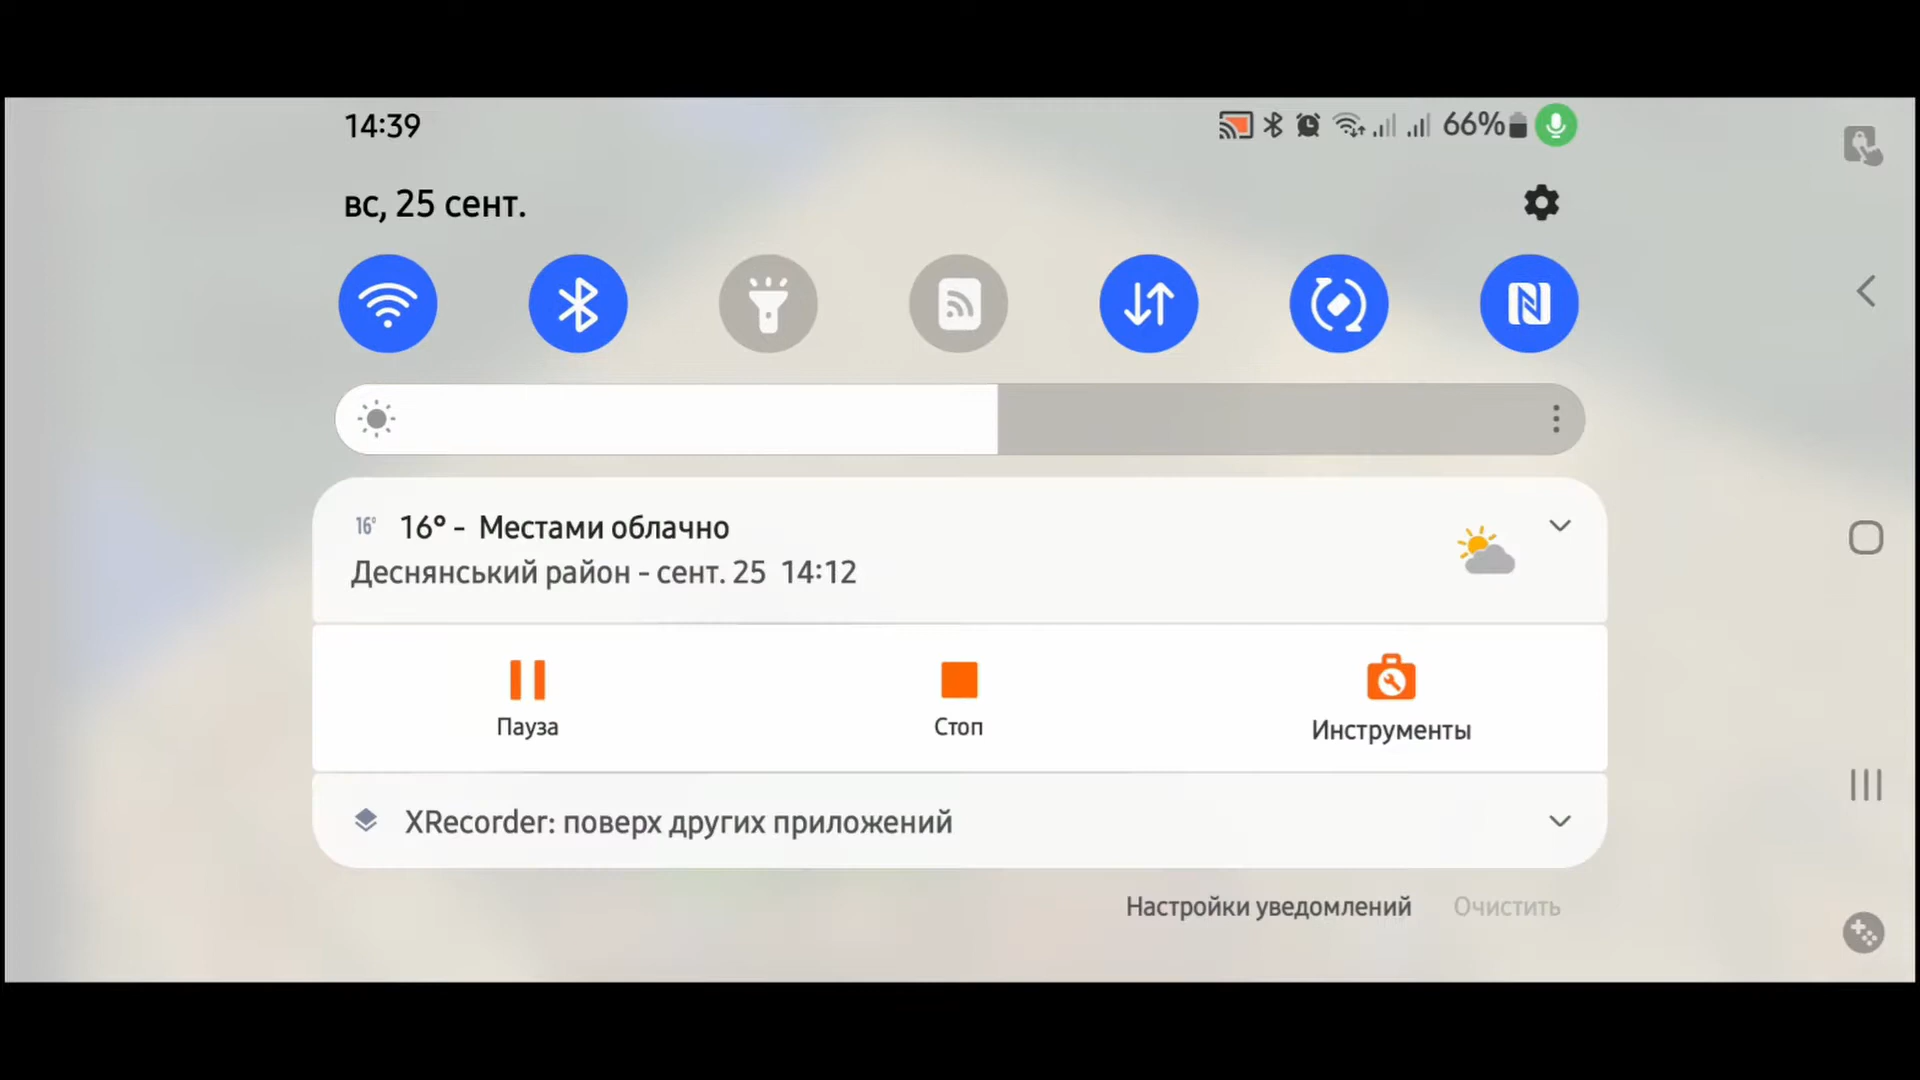 14:39
66%
вс, 25 сент.
16° 16° - Местами облачно
Деснянський район - сент. 25 14:12
Пауза
Стоп
Инструменты
XRecorder: поверх других приложений
Настройки уведомлений
Очистить